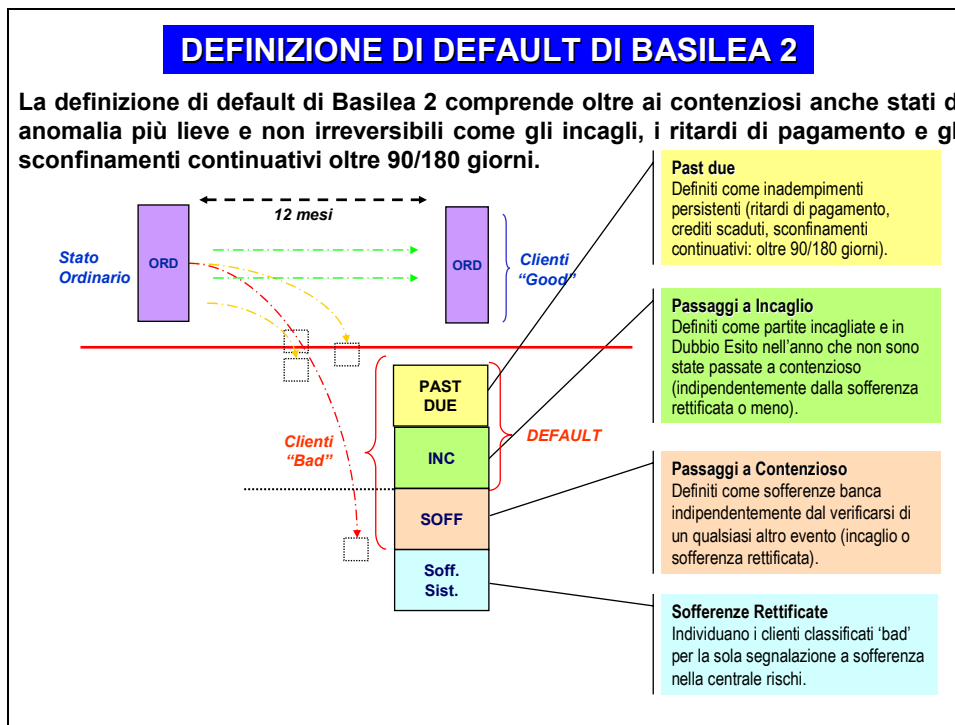 DEFINIZIONE DI DEFAULT DI BASILEA 2
La definizione di default di Basilea 2 comprende oltre ai contenziosi anche stati d
anomalia più lieve e non irreversibili come gli incagli, i ritardi di pagamento e gl
sconfinamenti continuativi oltre 90/180 giorni.
12 mesi
Stato
Ordinario
ORD
ORD
Clienti
“Good”
PAST
DUE
INC
SOFF
Soff.
Sist.
Clienti
“Bad”
DEFAULT
Past due
Definiti come inadempimenti
persistenti (ritardi di pagamento,
crediti scaduti, sconfinamenti
continuativi: oltre 90/180 giorni).
Passaggi a Incaglio
Definiti come partite incagliate e in
Dubbio Esito nell’anno che non sono
state passate a contenzioso
(indipendentemente dalla sofferenza
rettificata o meno).
Passaggi a Contenzioso
Definiti come sofferenze banca
indipendentemente dal verificarsi di
un qualsiasi altro evento (incaglio o
sofferenza rettificata).
Sofferenze Rettificate
Individuano i clienti classificati ‘bad’
per la sola segnalazione a sofferenza
nella centrale rischi.